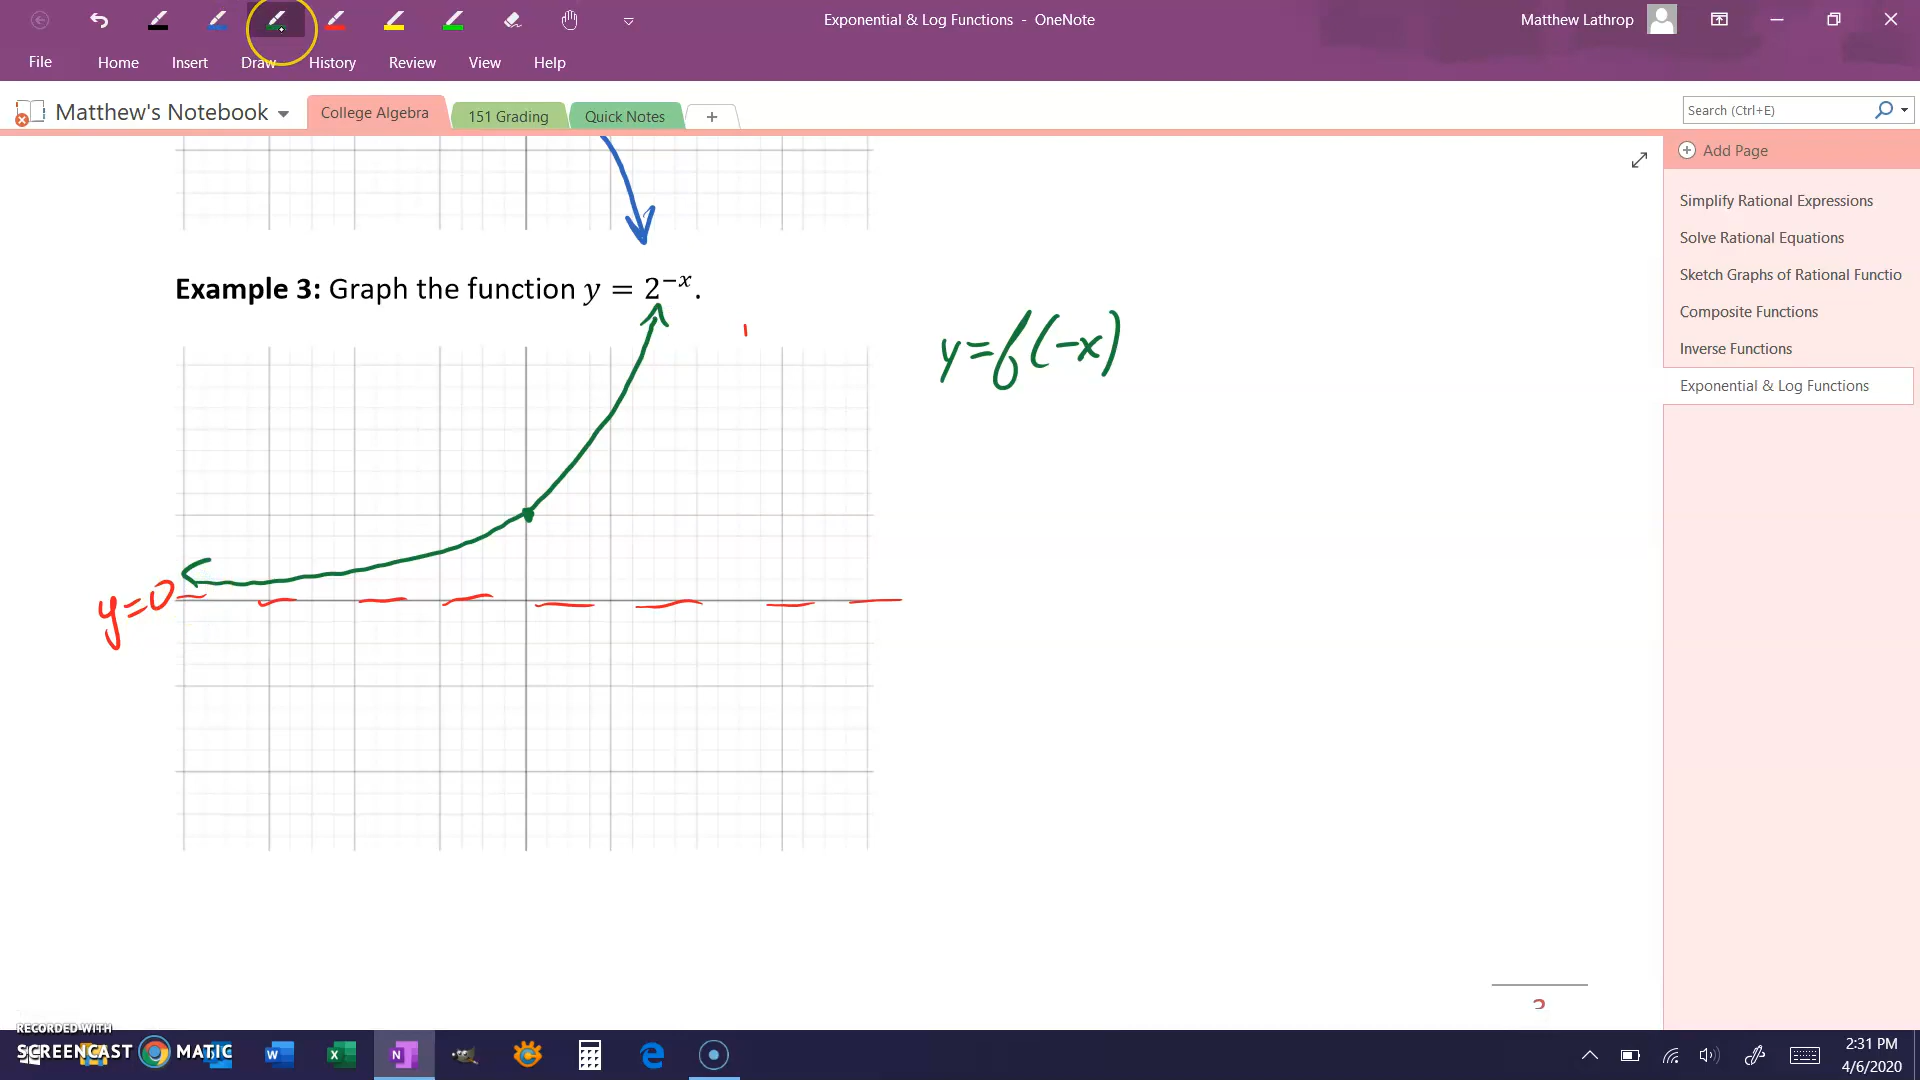 Exponential & Log Functions - OneNote
Matthew Lathrop
File
Home
Insert
Draw
History
Review
View
Help
Matthew's Notebook
College Algebra
151 Grading
Quick Notes
+
Search (Ctrl+E)
Add Page
Simplify Rational Expressions
Solve Rational Equations
Sketch Graphs of Rational Functio
Composite Functions
Inverse Functions
Exponential & Log Functions
Example 3: Graph the function y = 2^{-x}.
y=f(-x)
y=0
RECORDED WITH
SCREENCAST MATIC
2:31 PM
4/6/2020